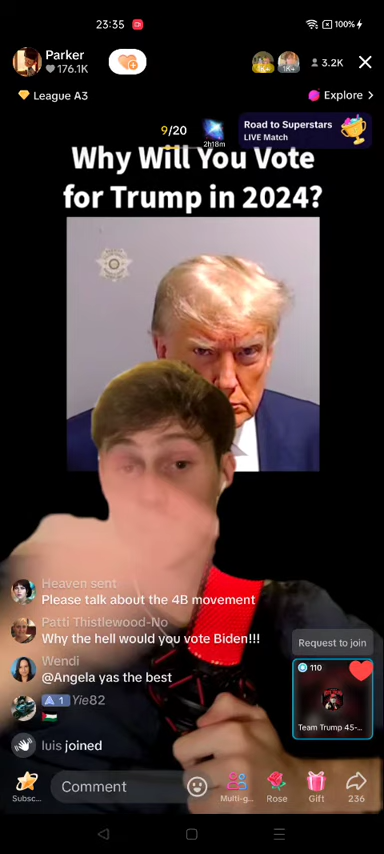 23:35
100%
Parker
176.1K
1K+
1K+
3.2K
League A3
Explore
9/20
2h18m
Road to Superstars
LIVE Match
Why Will You Vote
for Trump in 2024?
Heaven sent
Please talk about the 4B movement
Patti Thistlewood-No
Why the hell would you vote Biden!!!
Wendi
@Angela yas the best
1 Yie82
luis joined
Request to join
110
Team Trump 45-...
Subsc...
Comment
Multi-g...
Rose
Gift
236